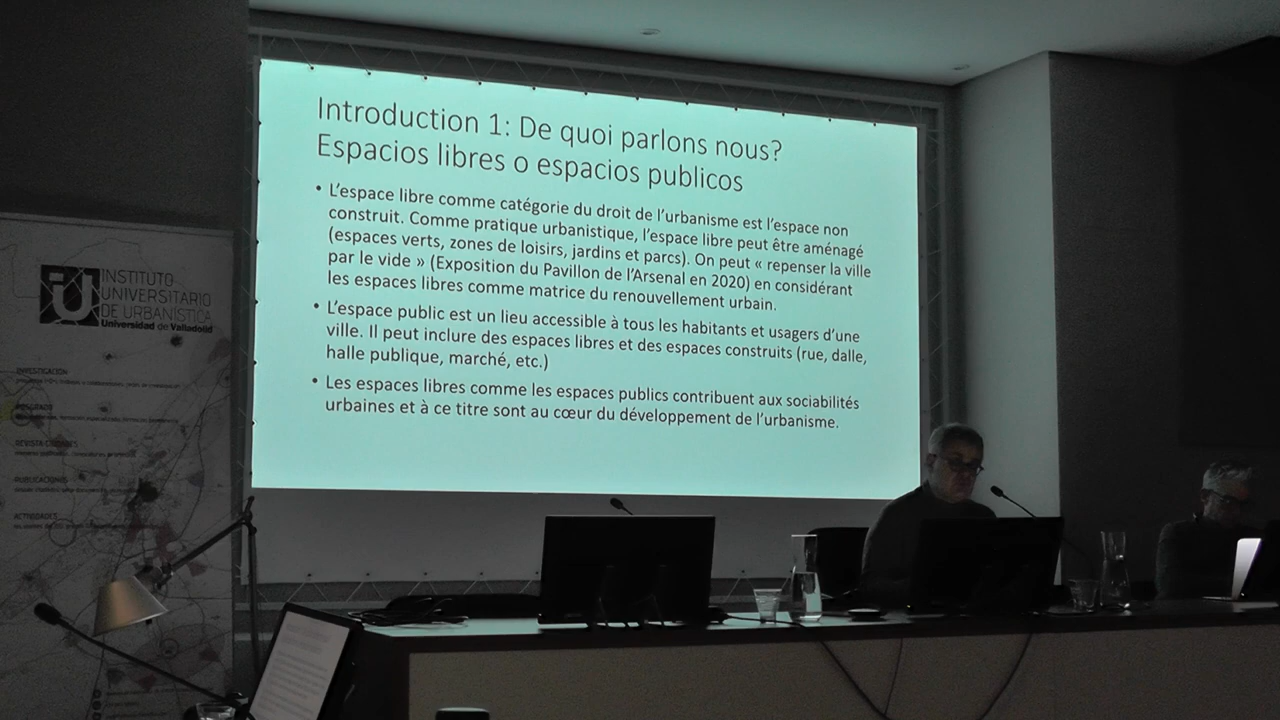 Introduction 1: De quoi parlons nous?
Espacios libres o espacios publicos
• L'espace libre comme catégorie du droit de l'urbanisme est l'espace non
construit. Comme pratique urbanistique, l'espace libre peut être aménagé
(espaces verts, zones de loisirs, jardins et parcs). On peut « repenser la ville
par le vide » (Exposition du Pavillon de l'Arsenal en 2020) en considérant
les espaces libres comme matrice du renouvellement urbain.
• L'espace public est un lieu accessible à tous les habitants et usagers d'une
ville. Il peut inclure des espaces libres et des espaces construits (rue, dalle,
halle publique, marché, etc.)
• Les espaces libres comme les espaces publics contribuent aux sociabilités
urbaines et à ce titre sont au cœur du développement de l'urbanisme.
INSTITUTO
UNIVERSITARIO
DE URBANÍSTICA
Universidad de Valladolid
INVESTIGACIÓN
POSGRADO
REVISTA CIUDADES
PUBLICACIONES
ACTIVIDADES